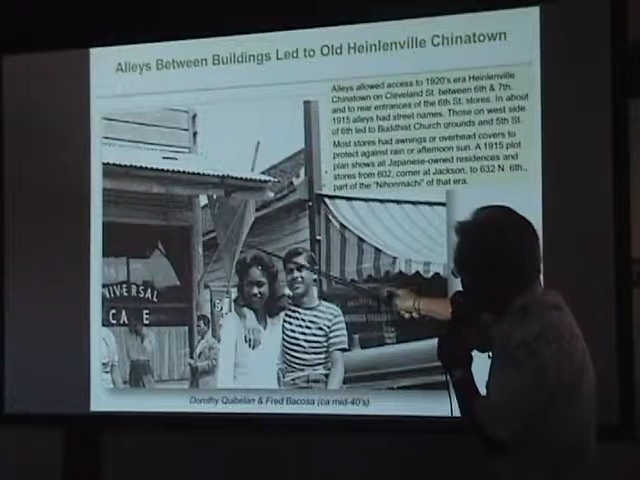 Alleys Between Buildings Led to Old Heinlenville Chinatown
Alleys allowed access to 1920's era Heinlenville
Chinatown on Cleveland St. between 6th & 7th.
and to rear entrances of the 6th St. stores. In about
1915 alleys had street names. Those on west side
of 6th led to Buddhist Church grounds and 5th St.
Most stores had awnings or overhead covers to
protect against rain or afternoon sun. A 1915 plot
plan shows all Japanese-owned residences and
stores from 602, corner at Jackson, to 632 N. 6th.,
part of the "Nihonmachi" of that era.
NIVERSAL
CAFE
Dorothy Quibelan & Fred Bacosa (ca mid-40's)